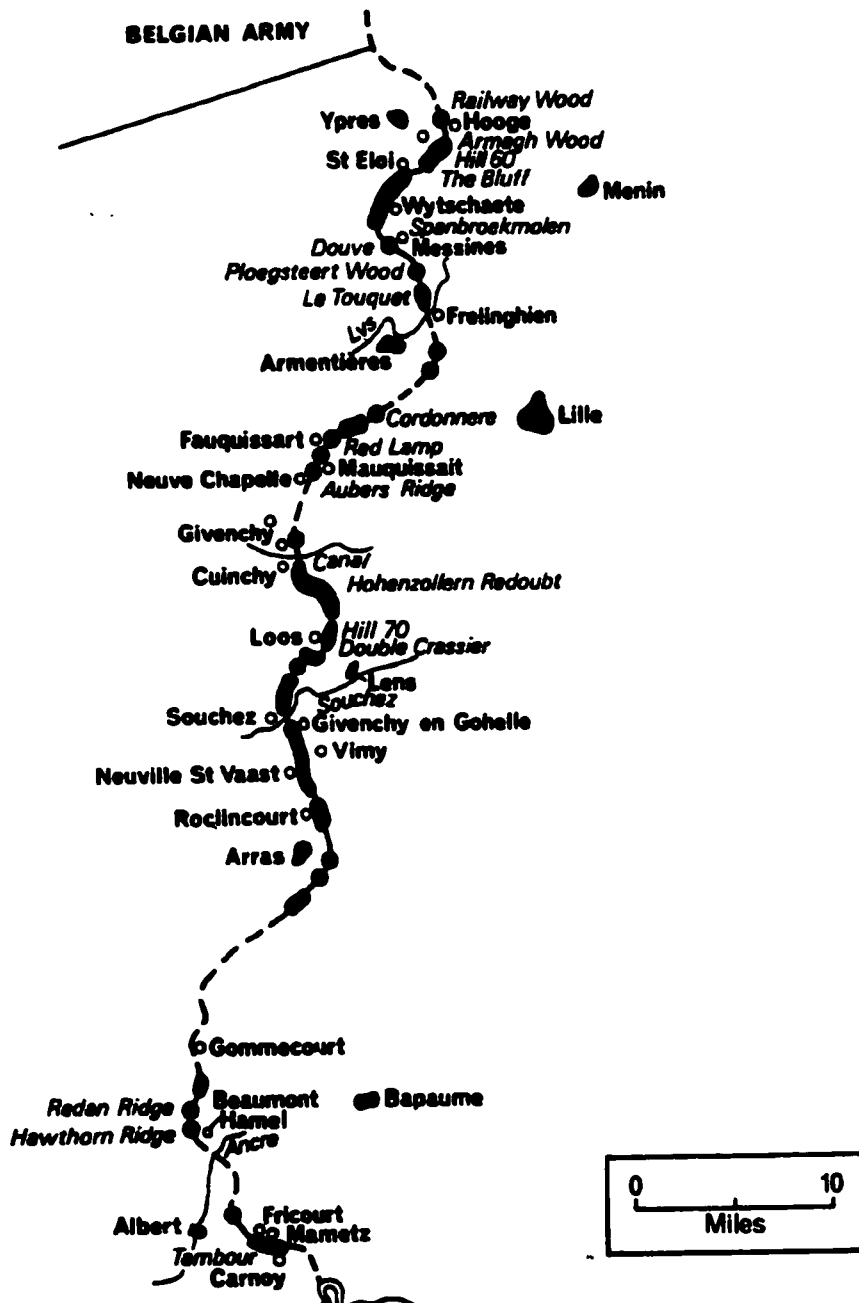 BELGIAN ARMY
Railway Wood
Ypres
Hooge
Armagh Wood
St Eloi
Hill 60
The Bluff
Menin
Wytschaete
Spanbroekmolen
Douve
Messines
Ploegsteert Wood
Le Touquet
Frelinghien
Lys
Armentières
Cordonnere
Lille
Fauquissart
Red Lamp
Mauquissait
Neuve Chapelle
Aubers Ridge
Givenchy
Canal
Cuinchy
Hohenzollern Redoubt
Hill 70
Loos
Double Crassier
Lens
Souchez
Souchez
Givenchy en Gohelle
Vimy
Neuville St Vaast
Roclincourt
Arras
Gommecourt
Beaumont
Bapaume
Redan Ridge
Hamel
Hawthorn Ridge
Ancre
0 10
Miles
Fricourt
Albert
Mametz
Tambour
Carnoy